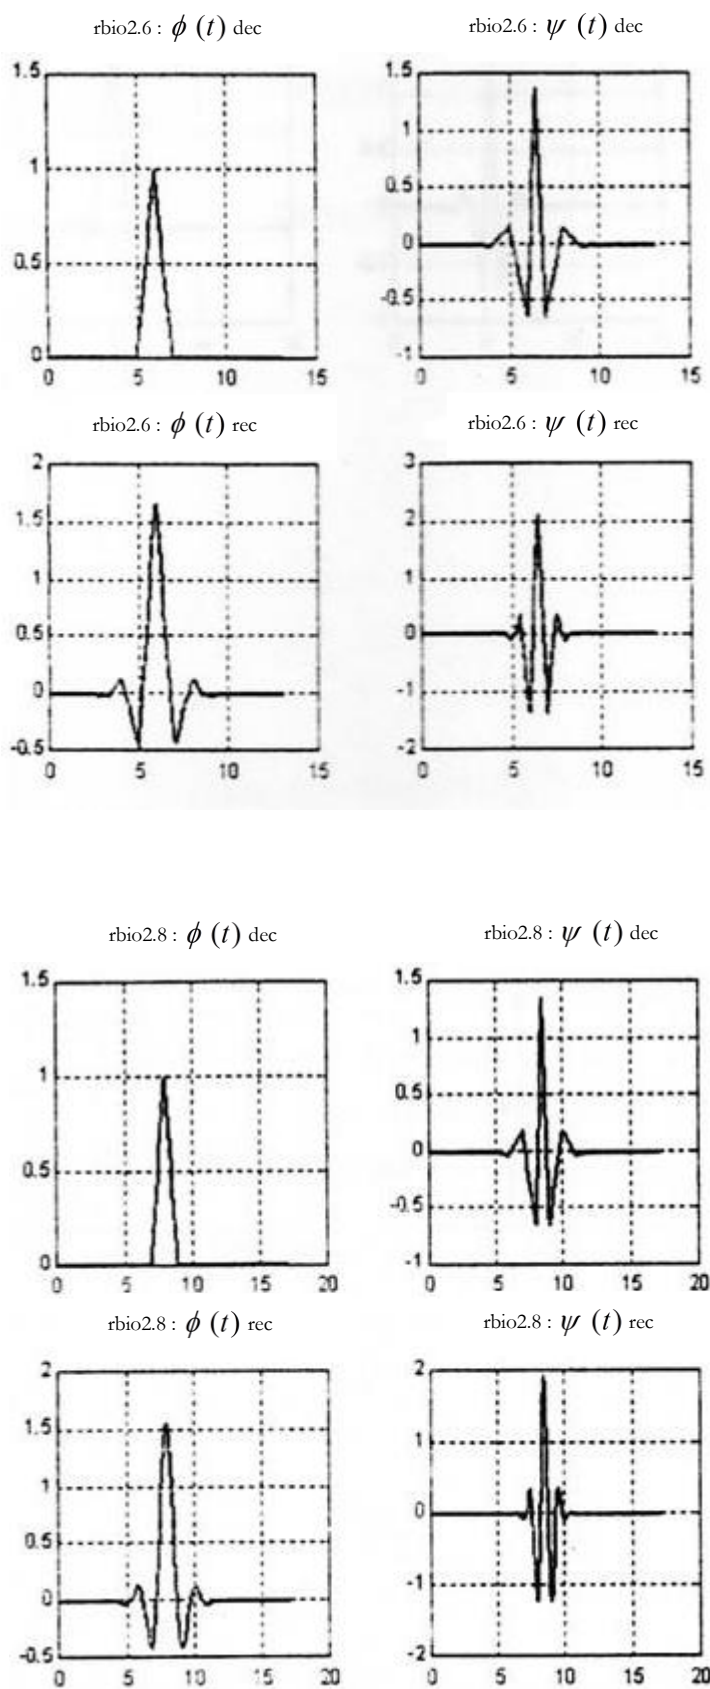 rbio2.6 : ϕ (t) dec
rbio2.6 : ψ (t) dec
1.5
1
0.5
0
0 5 10 15
1.5
1
0.5
0
-0.5
-1
0 5 10 15
rbio2.6 : ϕ (t) rec
rbio2.6 : ψ (t) rec
2
1.5
1
0.5
0
-0.5
0 5 10 15
3
2
1
0
-1
-2
0 5 10 15
rbio2.8 : ϕ (t) dec
rbio2.8 : ψ (t) dec
1.5
1
0.5
0
0 5 10 15 20
1.5
1
0.5
0
-0.5
-1
0 5 10 15 20
rbio2.8 : ϕ (t) rec
rbio2.8 : ψ (t) rec
2
1.5
1
0.5
0
-0.5
0 5 10 15 20
2
1
0
-1
-2
0 5 10 15 20